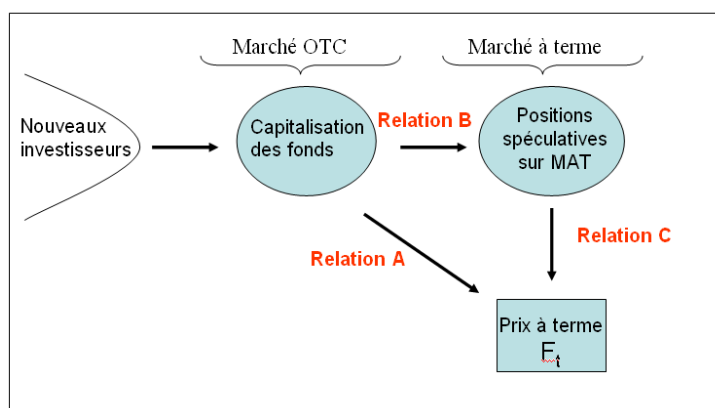 Marché OTC
Marché à terme
Nouveaux
investisseurs
Capitalisation
des fonds
Relation B
Positions
spéculatives
sur MAT
Relation A
Relation C
Prix à terme
Ft